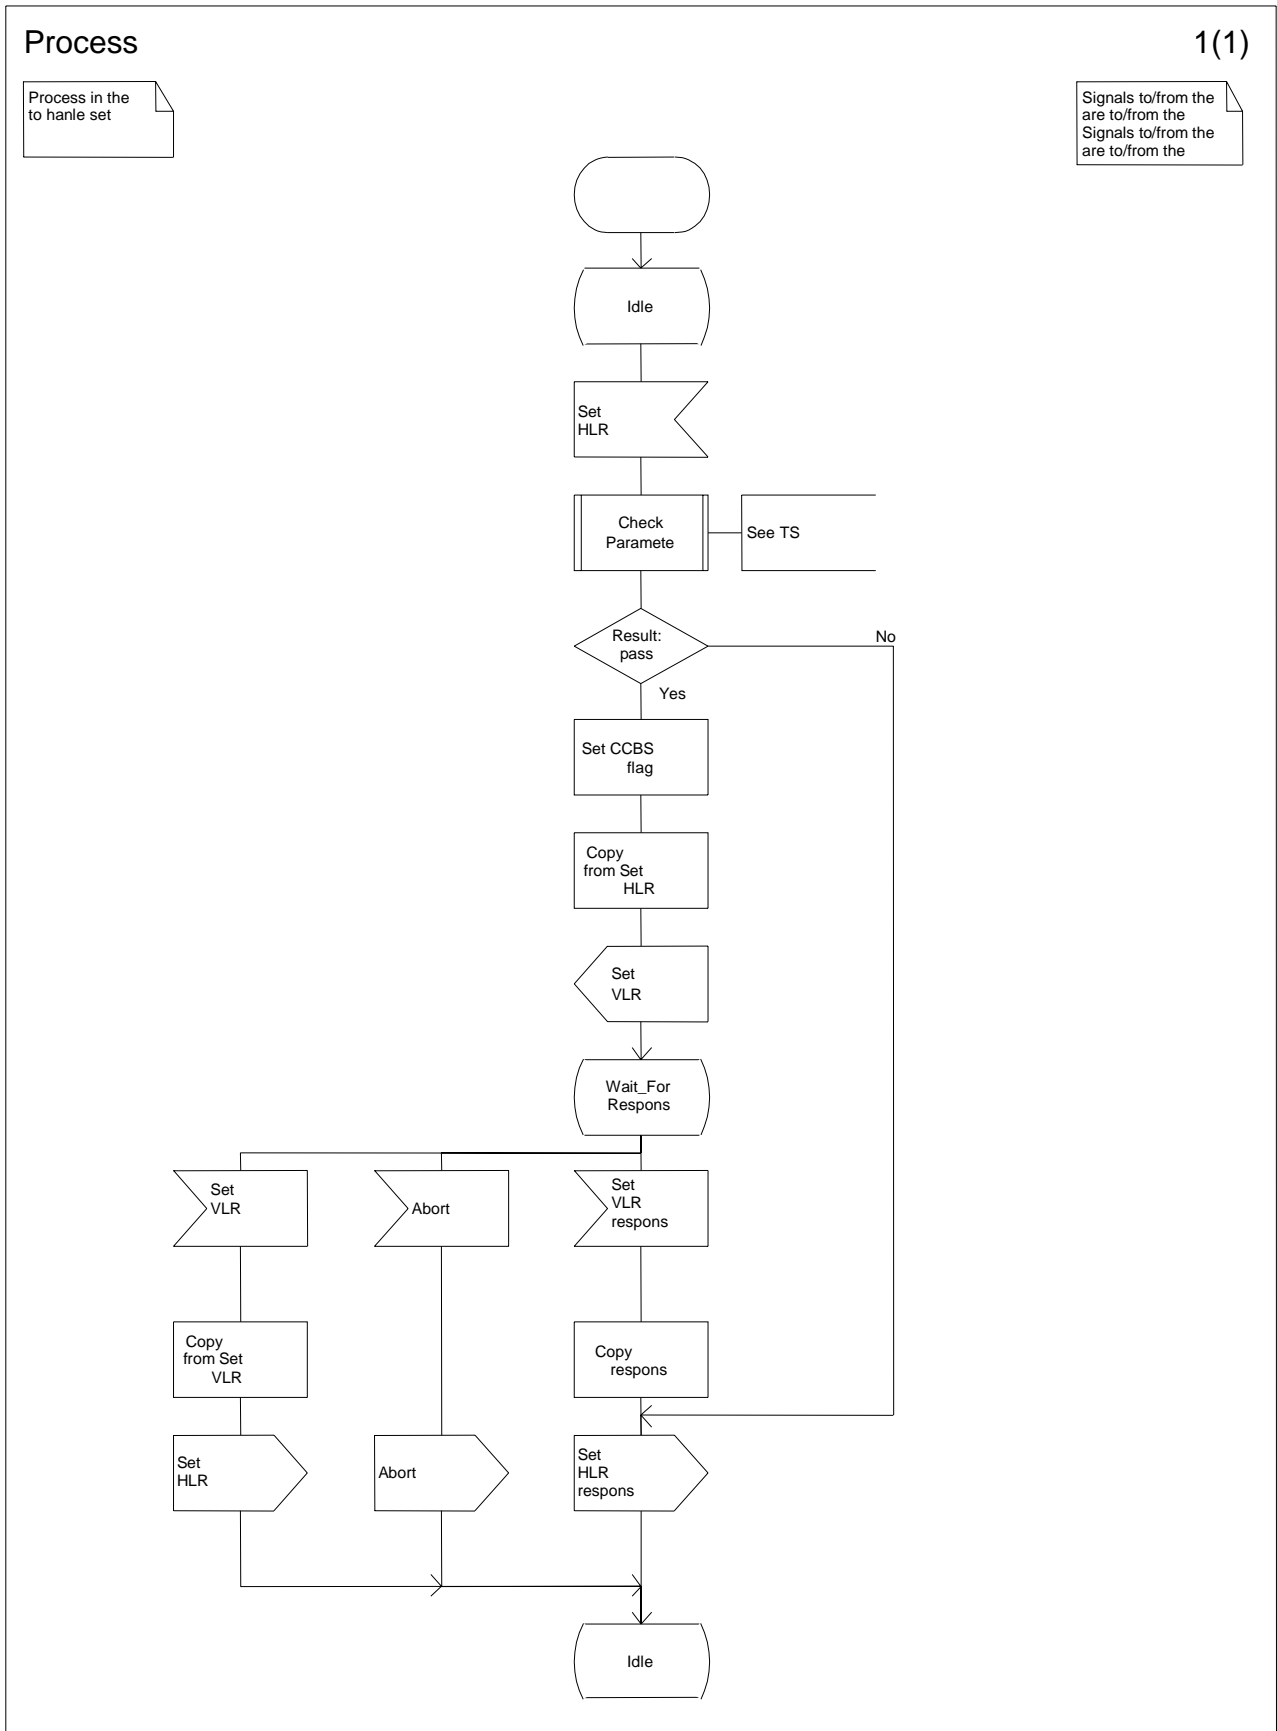 Process
1(1)
Process in the
to hanle set
Signals to/from the
are to/from the
Signals to/from the
are to/from the
Idle
Set
HLR
Check
Paramete
See TS
Result:
pass
No
Yes
Set CCBS
flag
Copy
from Set
HLR
Set
VLR
Wait_For
Respons
Set
VLR
Abort
Set
VLR
respons
Copy
from Set
VLR
Copy
respons
Set
HLR
Abort
Set
HLR
respons
Idle